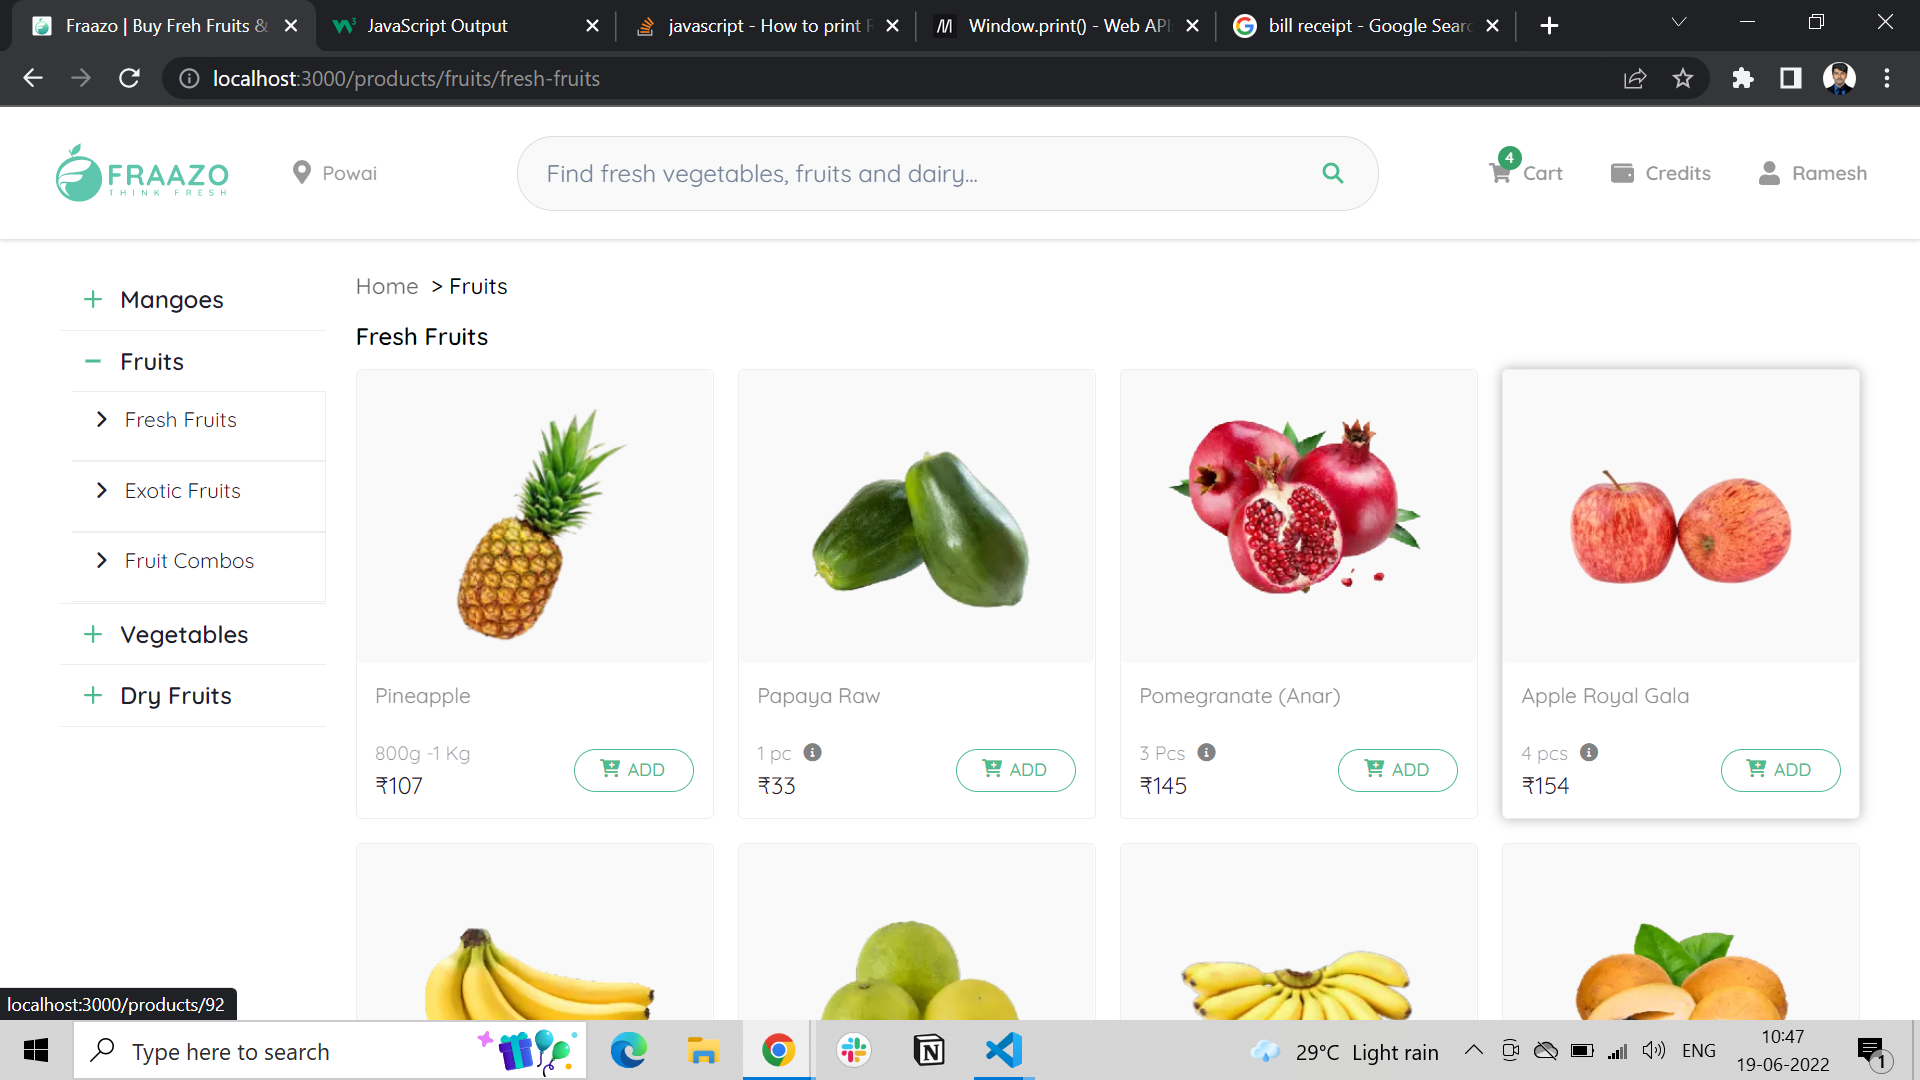 Fraazo | Buy Freh Fruits &
JavaScript Output
javascript - How to print
Window.print() - Web API
bill receipt - Google Sear
localhost:3000/products/fruits/fresh-fruits
FRAAZO
THINK FRESH
Powai
Find fresh vegetables, fruits and dairy...
4
Cart
Credits
Ramesh
Mangoes
Fruits
Fresh Fruits
Exotic Fruits
Fruit Combos
Vegetables
Dry Fruits
Home > Fruits
Fresh Fruits
Pineapple
800g -1 Kg
₹107
ADD
Papaya Raw
1 pc
₹33
ADD
Pomegranate (Anar)
3 Pcs
₹145
ADD
Apple Royal Gala
4 pcs
₹154
ADD
localhost:3000/products/92
Type here to search
29°C Light rain
ENG
10:47
19-06-2022
1